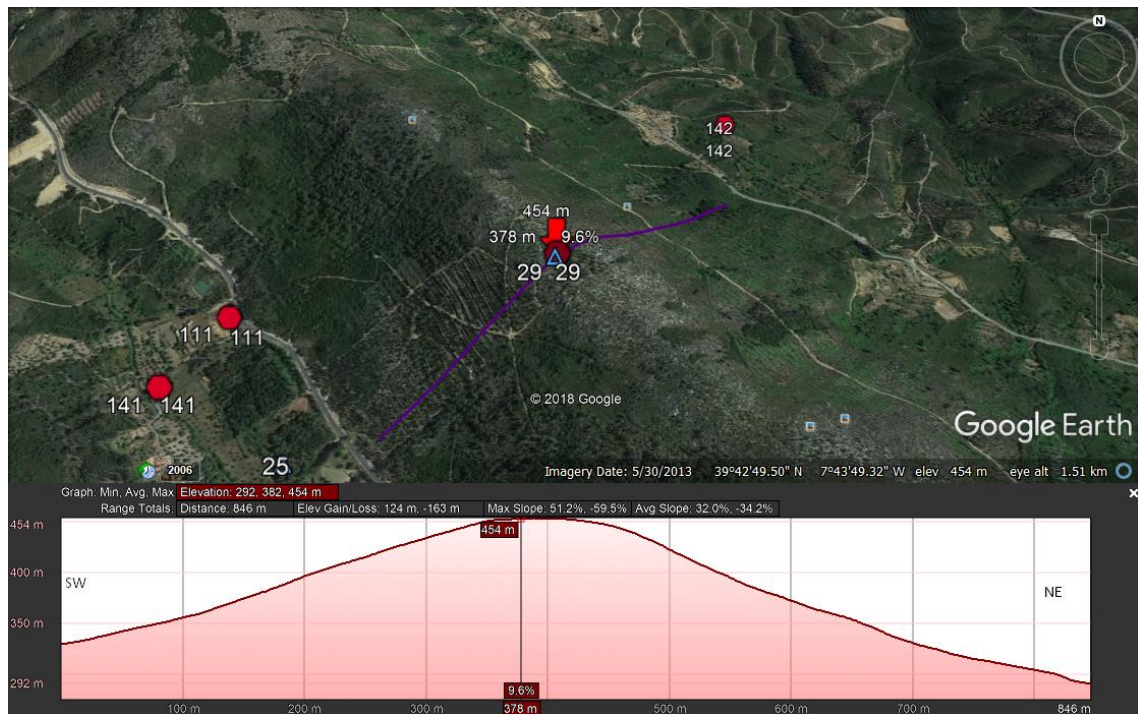 N
142
142
454 m
378 m 9.6%
29 29
111 111
141 141
© 2018 Google
Google Earth
2006
25
Imagery Date: 5/30/2013 39º42'49.50" N 7º43'49.32" W elev 454 m eye alt 1.51 km
Graph: Min, Avg, Max Elevation: 292, 382, 454 m
Range Totals: Distance: 846 m Elev Gain/Loss: 124 m, -163 m Max Slope: 51.2%, -59.5% Avg Slope: 32.0%, -34.2%
454 m
454 m
400 m
SW
NE
350 m
292 m
9.6%
100 m 200 m 300 m 378 m 500 m 600 m 700 m 846 m